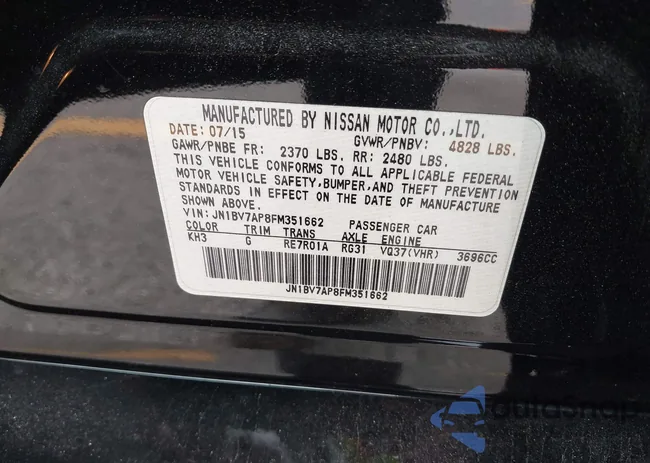 MANUFACTURED BY NISSAN MOTOR CO.,LTD.
DATE: 07/15 GVWR/PNBV: 4828 LBS.
GAWR/PNBE FR: 2370 LBS. RR: 2480 LBS.
THIS VEHICLE CONFORMS TO ALL APPLICABLE FEDERAL
MOTOR VEHICLE SAFETY, BUMPER, AND THEFT PREVENTION
STANDARDS IN EFFECT ON THE DATE OF MANUFACTURE
SHOWN ABOVE.
VIN: JN1BV7AP8FM351662 PASSENGER CAR
COLOR TRIM TRANS AXLE ENGINE
KH3 G RE7R01A RG31 VQ37(VHR) 3696CC
JN1BV7AP8FM351662
AutoSnap